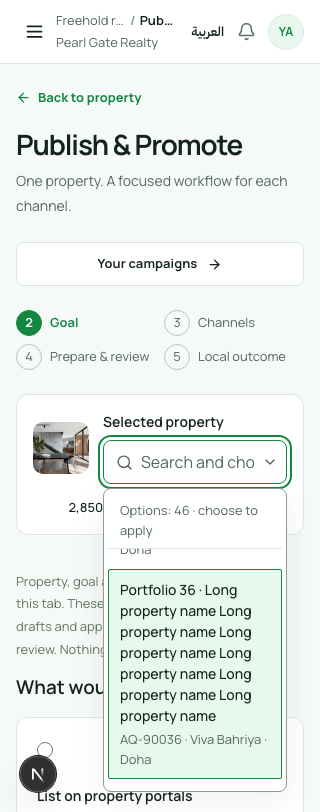 Freehold r... / Pub...
العربية
YA
Pearl Gate Realty
Back to property
Publish & Promote
One property. A focused workflow for each
channel.
Your campaigns
2 Goal
3 Channels
4 Prepare & review
5 Local outcome
Selected property
Search and cho
2,850
Options: 46 · choose to
apply
Doha
Portfolio 36 · Long
property name Long
property name Long
property name Long
property name Long
property name Long
property name
AQ-90036 · Viva Bahriya ·
Doha
Property, goal
this tab. These
drafts and app
review. Nothing
What wou
N
List on property portals